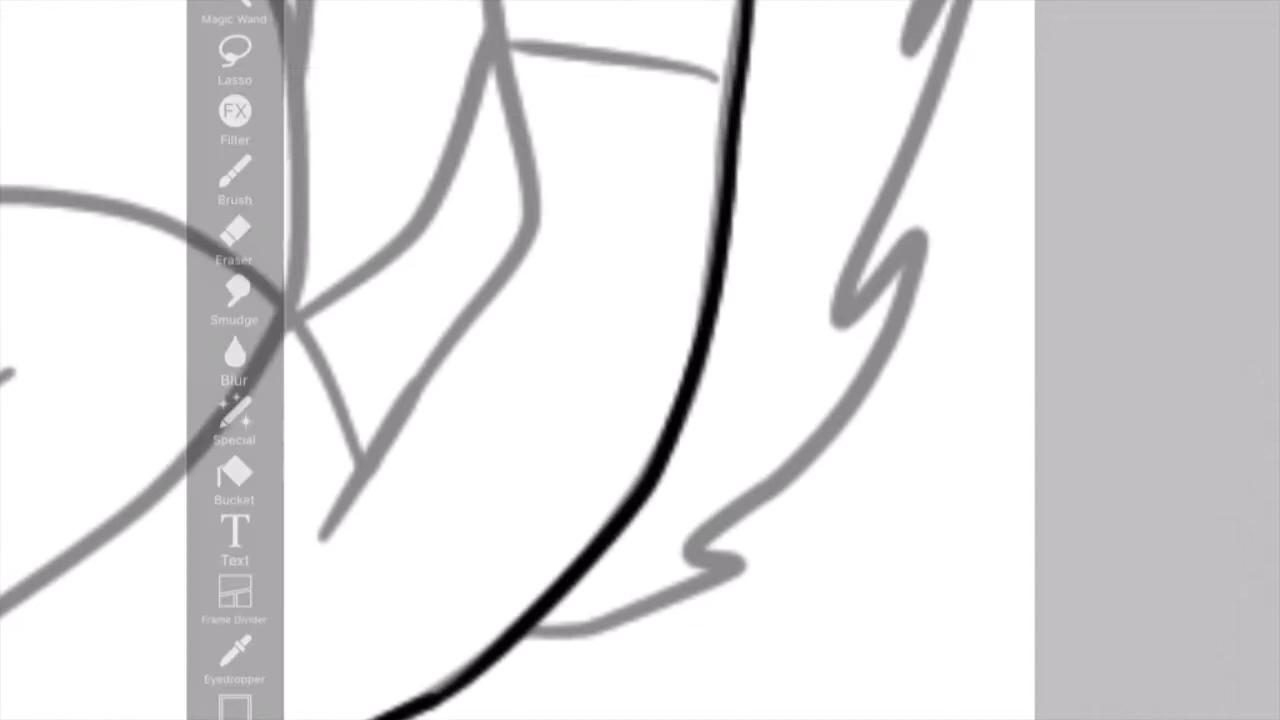 Magic Wand
Lasso
FX
Filter
Brush
Eraser
Smudge
Blur
Special
Bucket
T
Text
Frame Divider
Eyedropper